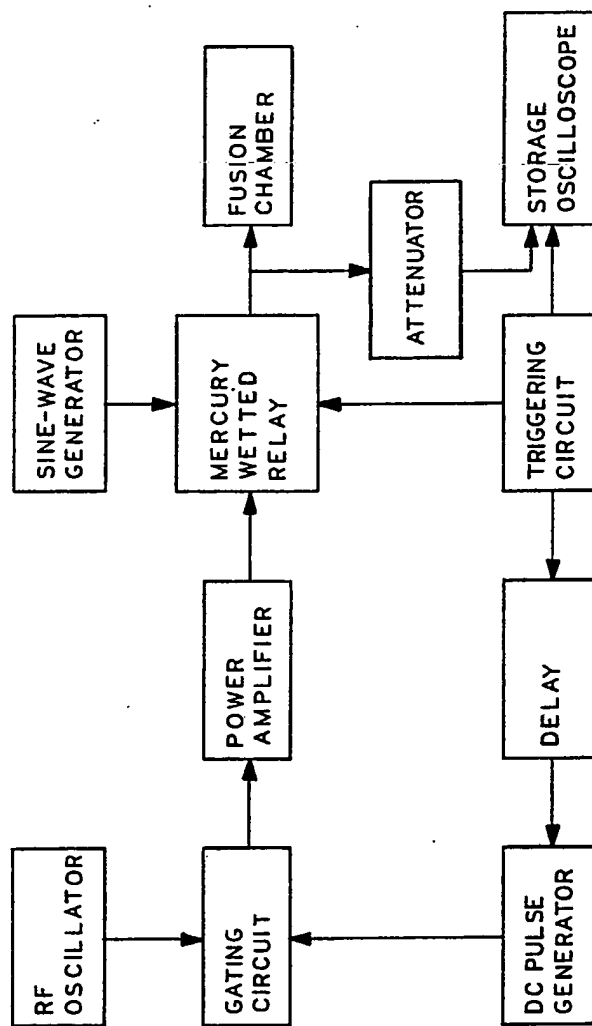 RF
OSCILLATOR
SINE-WAVE
GENERATOR
GATING
CIRCUIT
POWER
AMPLIFIER
MERCURY
WETTED
RELAY
FUSION
CHAMBER
ATTENUATOR
DC PULSE
GENERATOR
DELAY
TRIGGERING
CIRCUIT
STORAGE
OSCILLOSCOPE